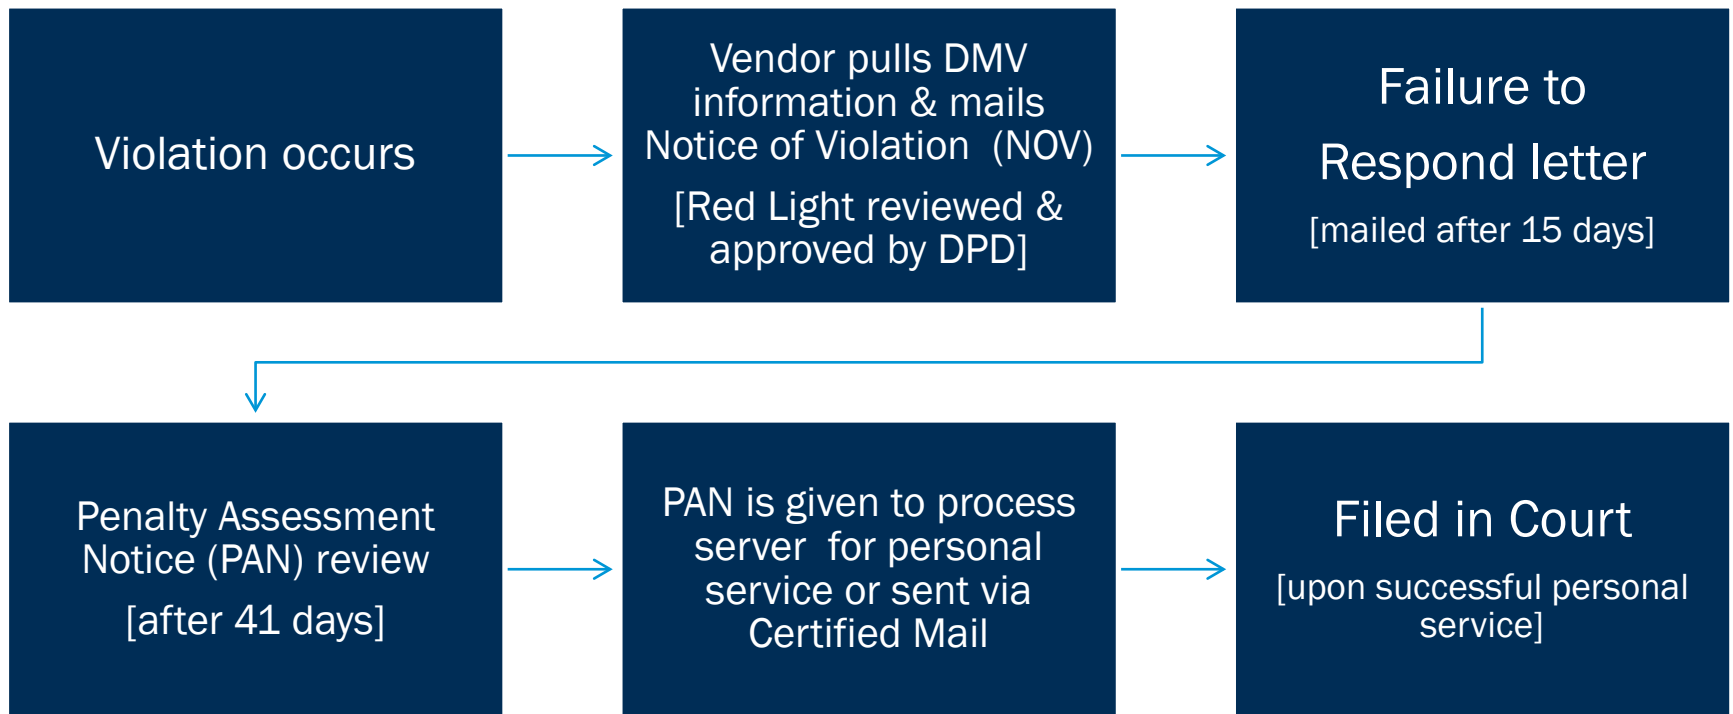 Violation occurs
Vendor pulls DMV
information & mails
Notice of Violation (NOV)
[Red Light reviewed &
approved by DPD]
Failure to
Respond letter
[mailed after 15 days]
Penalty Assessment
Notice (PAN) review
[after 41 days]
PAN is given to process
server for personal
service or sent via
Certified Mail
Filed in Court
[upon successful personal
service]